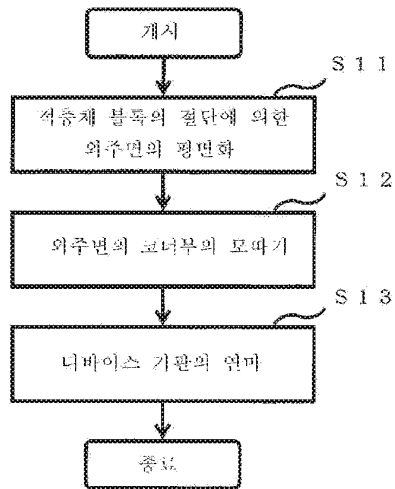 개시
S11
적층체 블록의 절단에 의한
외주면의 평면화
S12
외주면의 코너부의 모따기
S13
디바이스 기판의 연마
종료